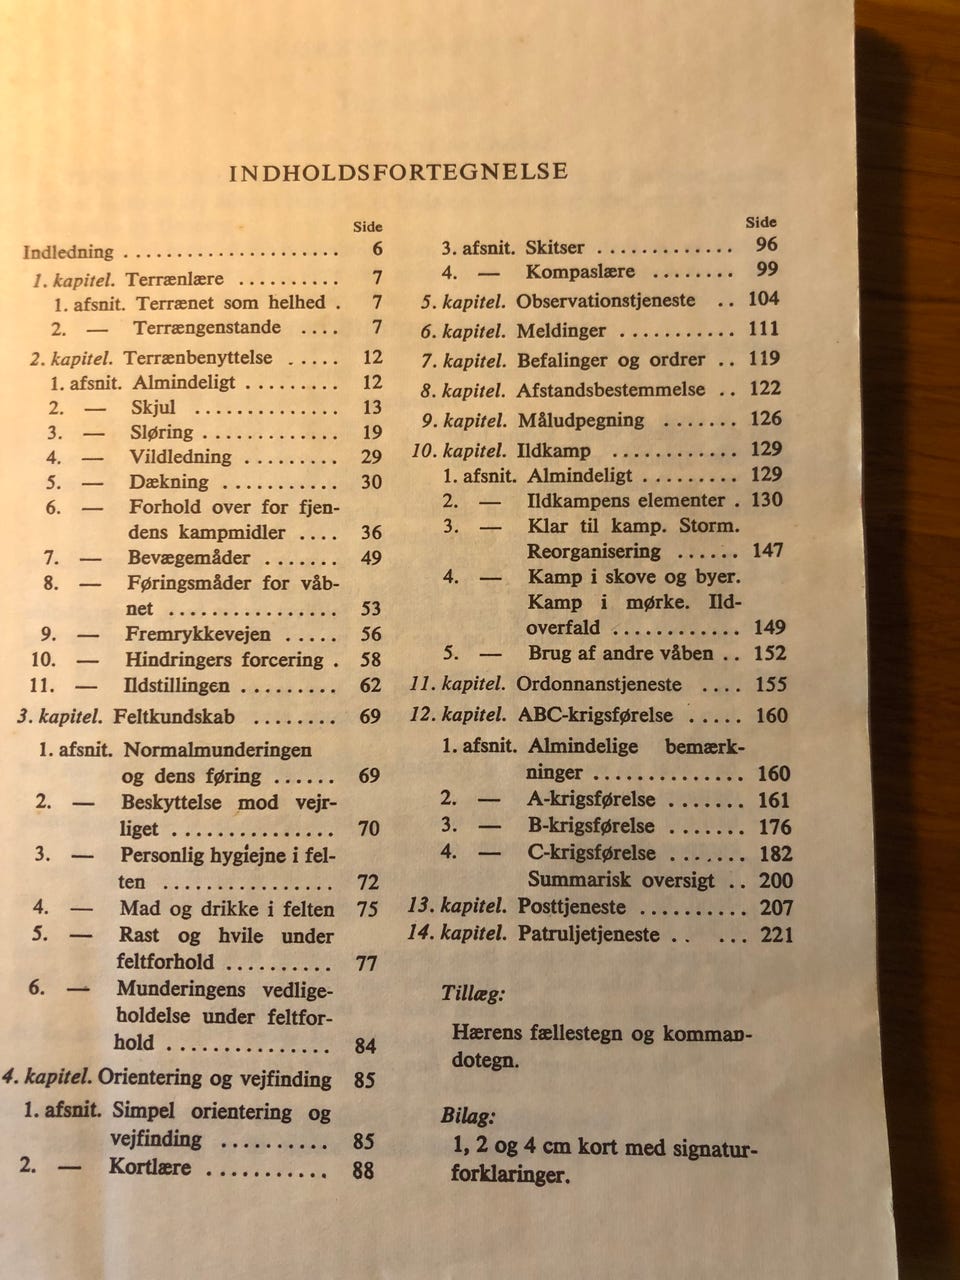 INDHOLDSFORTEGNELSE
Side
Indledning ..................... 6
1. kapitel. Terrænlære .......... 7
1. afsnit. Terrænet som helhed . 7
2. — Terrængenstande .... 7
2. kapitel. Terrænbenyttelse ..... 12
1. afsnit. Almindeligt ......... 12
2. — Skjul .............. 13
3. — Sløring ............. 19
4. — Vildledning ......... 29
5. — Dækning ........... 30
6. — Forhold over for fjen-
dens kampmidler .... 36
7. — Bevægemåder ....... 49
8. — Føringsmåder for våb-
net ................ 53
9. — Fremrykkevejen ..... 56
10. — Hindringers forcering . 58
11. — Ildstillingen ......... 62
3. kapitel. Feltkundskab ........ 69
1. afsnit. Normalmunderingen
og dens føring ...... 69
2. — Beskyttelse mod vejr-
liget ............... 70
3. — Personlig hygiejne i fel-
ten ................ 72
4. — Mad og drikke i felten 75
5. — Rast og hvile under
feltforhold .......... 77
6. — Munderingens vedlige-
holdelse under feltfor-
hold ............... 84
4. kapitel. Orientering og vejfinding 85
1. afsnit. Simpel orientering og
vejfinding .......... 85
2. — Kortlære ........... 88
Side
3. afsnit. Skitser ............. 96
4. — Kompaslære ........ 99
5. kapitel. Observationstjeneste .. 104
6. kapitel. Meldinger ........... 111
7. kapitel. Befalinger og ordrer .. 119
8. kapitel. Afstandsbestemmelse .. 122
9. kapitel. Måludpegning ....... 126
10. kapitel. Ildkamp ............ 129
1. afsnit. Almindeligt ......... 129
2. — Ildkampens elementer . 130
3. — Klar til kamp. Storm.
Reorganisering ...... 147
4. — Kamp i skove og byer.
Kamp i mørke. Ild-
overfald ............ 149
5. — Brug af andre våben .. 152
11. kapitel. Ordonnanstjeneste .... 155
12. kapitel. ABC-krigsførelse ..... 160
1. afsnit. Almindelige bemærk-
ninger .............. 160
2. — A-krigsførelse ....... 161
3. — B-krigsførelse ....... 176
4. — C-krigsførelse ....... 182
Summarisk oversigt .. 200
13. kapitel. Posttjeneste .......... 207
14. kapitel. Patruljetjeneste .. ... 221
Tillæg:
Hærens fællestegn og komman-
dotegn.
Bilag:
1, 2 og 4 cm kort med signatur-
forklaringer.